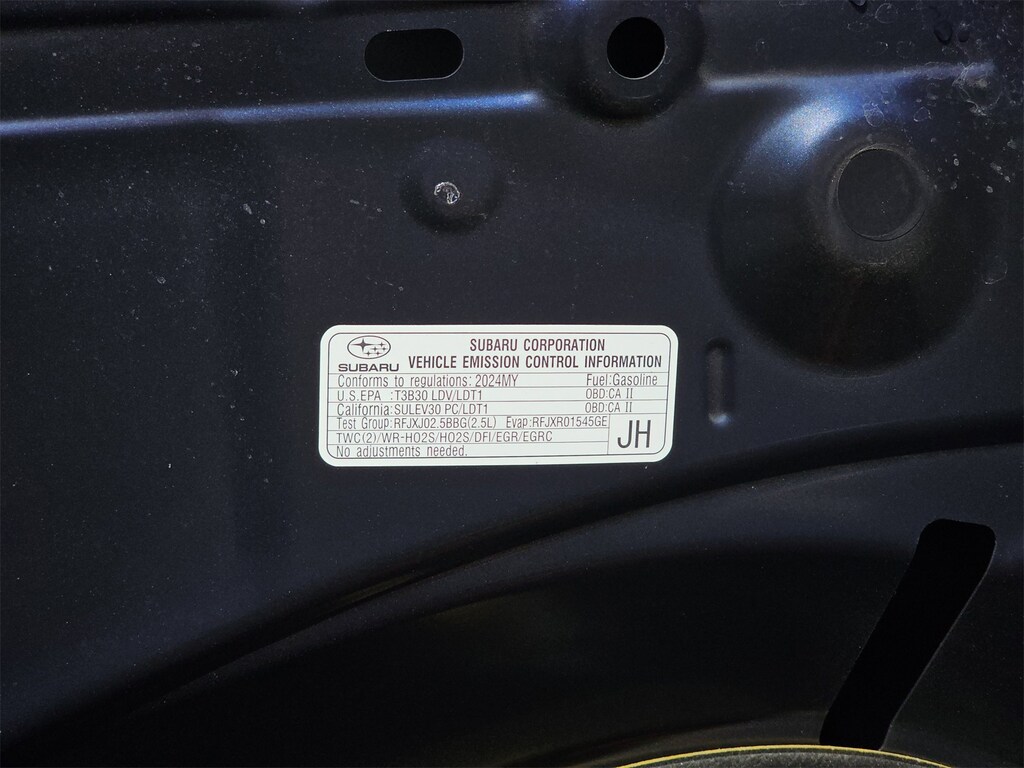 SUBARU CORPORATION
SUBARU VEHICLE EMISSION CONTROL INFORMATION
Conforms to regulations: 2024MY Fuel:Gasoline
U.S.EPA :T3B30 LDV/LDT1 OBD:CA II
California:SULEV30 PC/LDT1 OBD:CA II
Test Group:RFJXJ02.5BBG(2.5L) Evap:RFJXR01545GE
TWC(2)/WR-HO2S/HO2S/DFI/EGR/EGRC
No adjustments needed.
JH